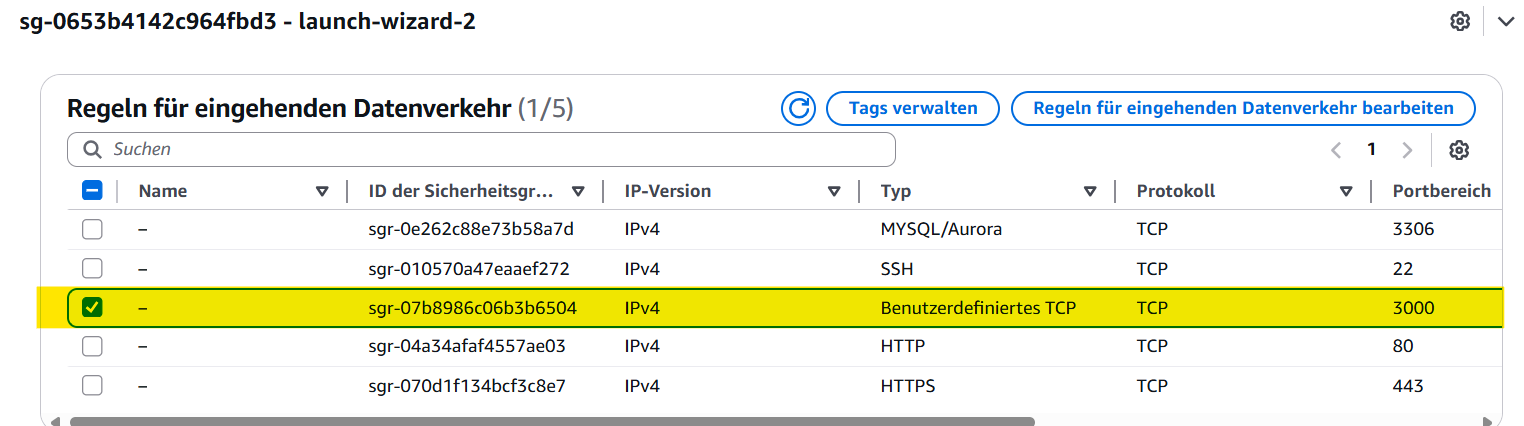 sg-0653b4142c964fbd3 - launch-wizard-2
Regeln für eingehenden Datenverkehr (1/5)
Tags verwalten
Regeln für eingehenden Datenverkehr bearbeiten
Suchen
1
Name ID der Sicherheitsgr... IP-Version Typ Protokoll Portbereich
– sgr-0e262c88e73b58a7d IPv4 MYSQL/Aurora TCP 3306
– sgr-010570a47eaaef272 IPv4 SSH TCP 22
– sgr-07b8986c06b3b6504 IPv4 Benutzerdefiniertes TCP TCP 3000
– sgr-04a34afaf4557ae03 IPv4 HTTP TCP 80
– sgr-070d1f134bcf3c8e7 IPv4 HTTPS TCP 443